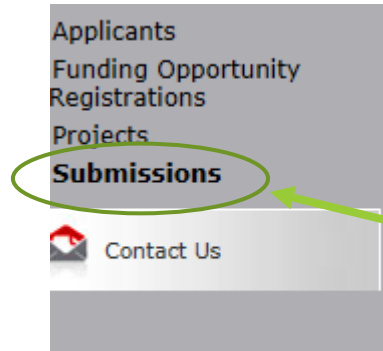 Applicants
Funding Opportunity
Registrations
Projects
Submissions
Contact Us